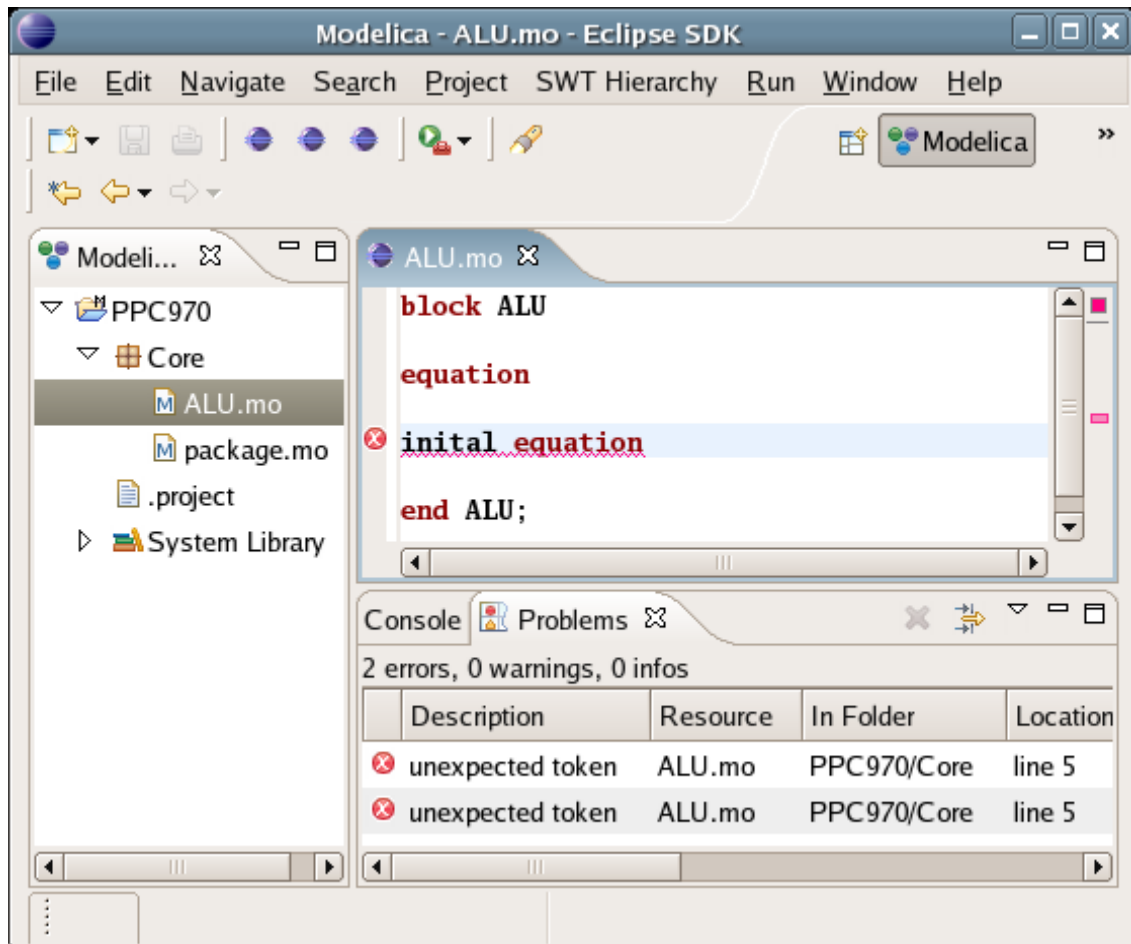 Modelica - ALU.mo - Eclipse SDK
File Edit Navigate Search Project SWT Hierarchy Run Window Help
Modelica
Modeli...
PPC970
Core
ALU.mo
package.mo
.project
System Library
ALU.mo
block ALU
equation
inital equation
end ALU;
Console Problems
2 errors, 0 warnings, 0 infos
Description Resource In Folder Location
unexpected token ALU.mo PPC970/Core line 5
unexpected token ALU.mo PPC970/Core line 5